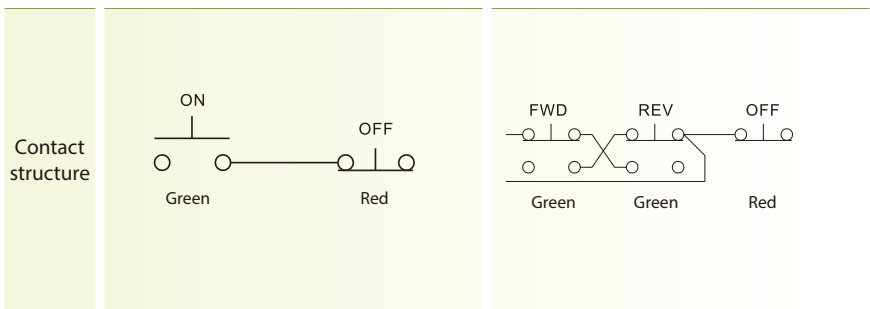 Contact
structure
ON
OFF
Green
Red
FWD
REV
OFF
Green
Green
Red